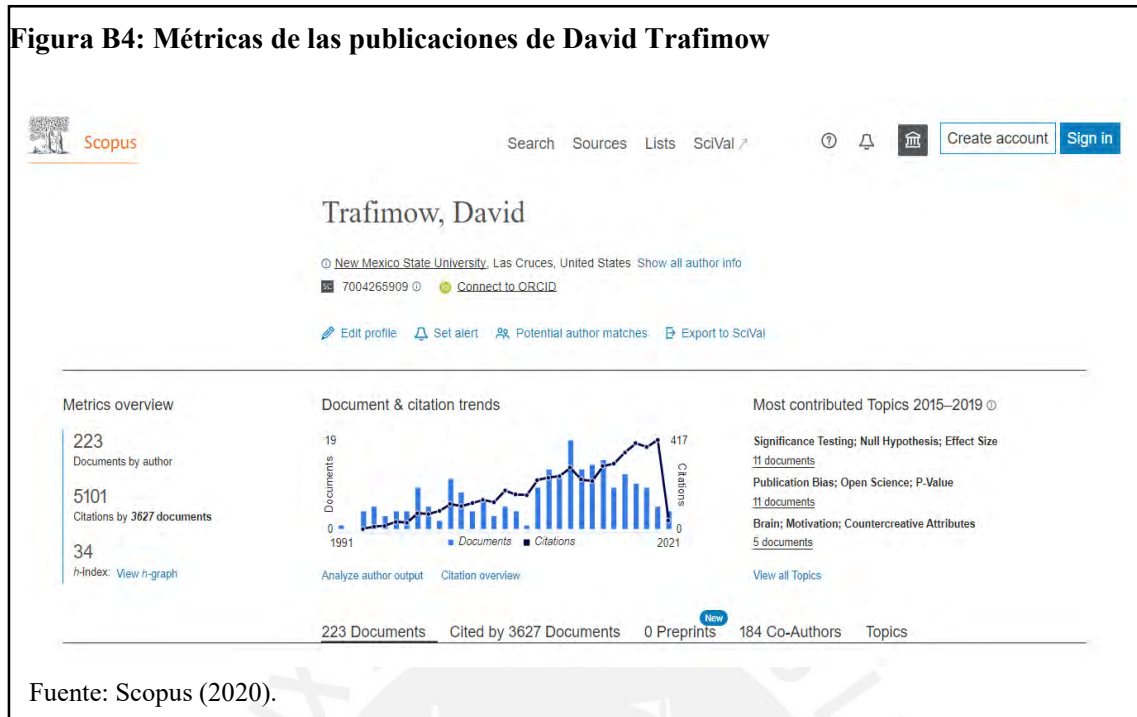 Figura B4: Métricas de las publicaciones de David Trafimow
Scopus
Search Sources Lists SciVal ↗
Create account Sign in
Trafimow, David
New Mexico State University, Las Cruces, United States Show all author info
SC 7004265909
iD Connect to ORCID
Edit profile Set alert Potential author matches Export to SciVal
Metrics overview
223
Documents by author
5101
Citations by 3627 documents
34
h-index: View h-graph
Document & citation trends
19
Documents
0
417
Citations
0
1991
Documents Citations
2021
Analyze author output Citation overview
Most contributed Topics 2015–2019
Significance Testing; Null Hypothesis; Effect Size
11 documents
Publication Bias; Open Science; P-Value
11 documents
Brain; Motivation; Countercreative Attributes
5 documents
View all Topics
New
223 Documents Cited by 3627 Documents 0 Preprints 184 Co-Authors Topics
Fuente: Scopus (2020).